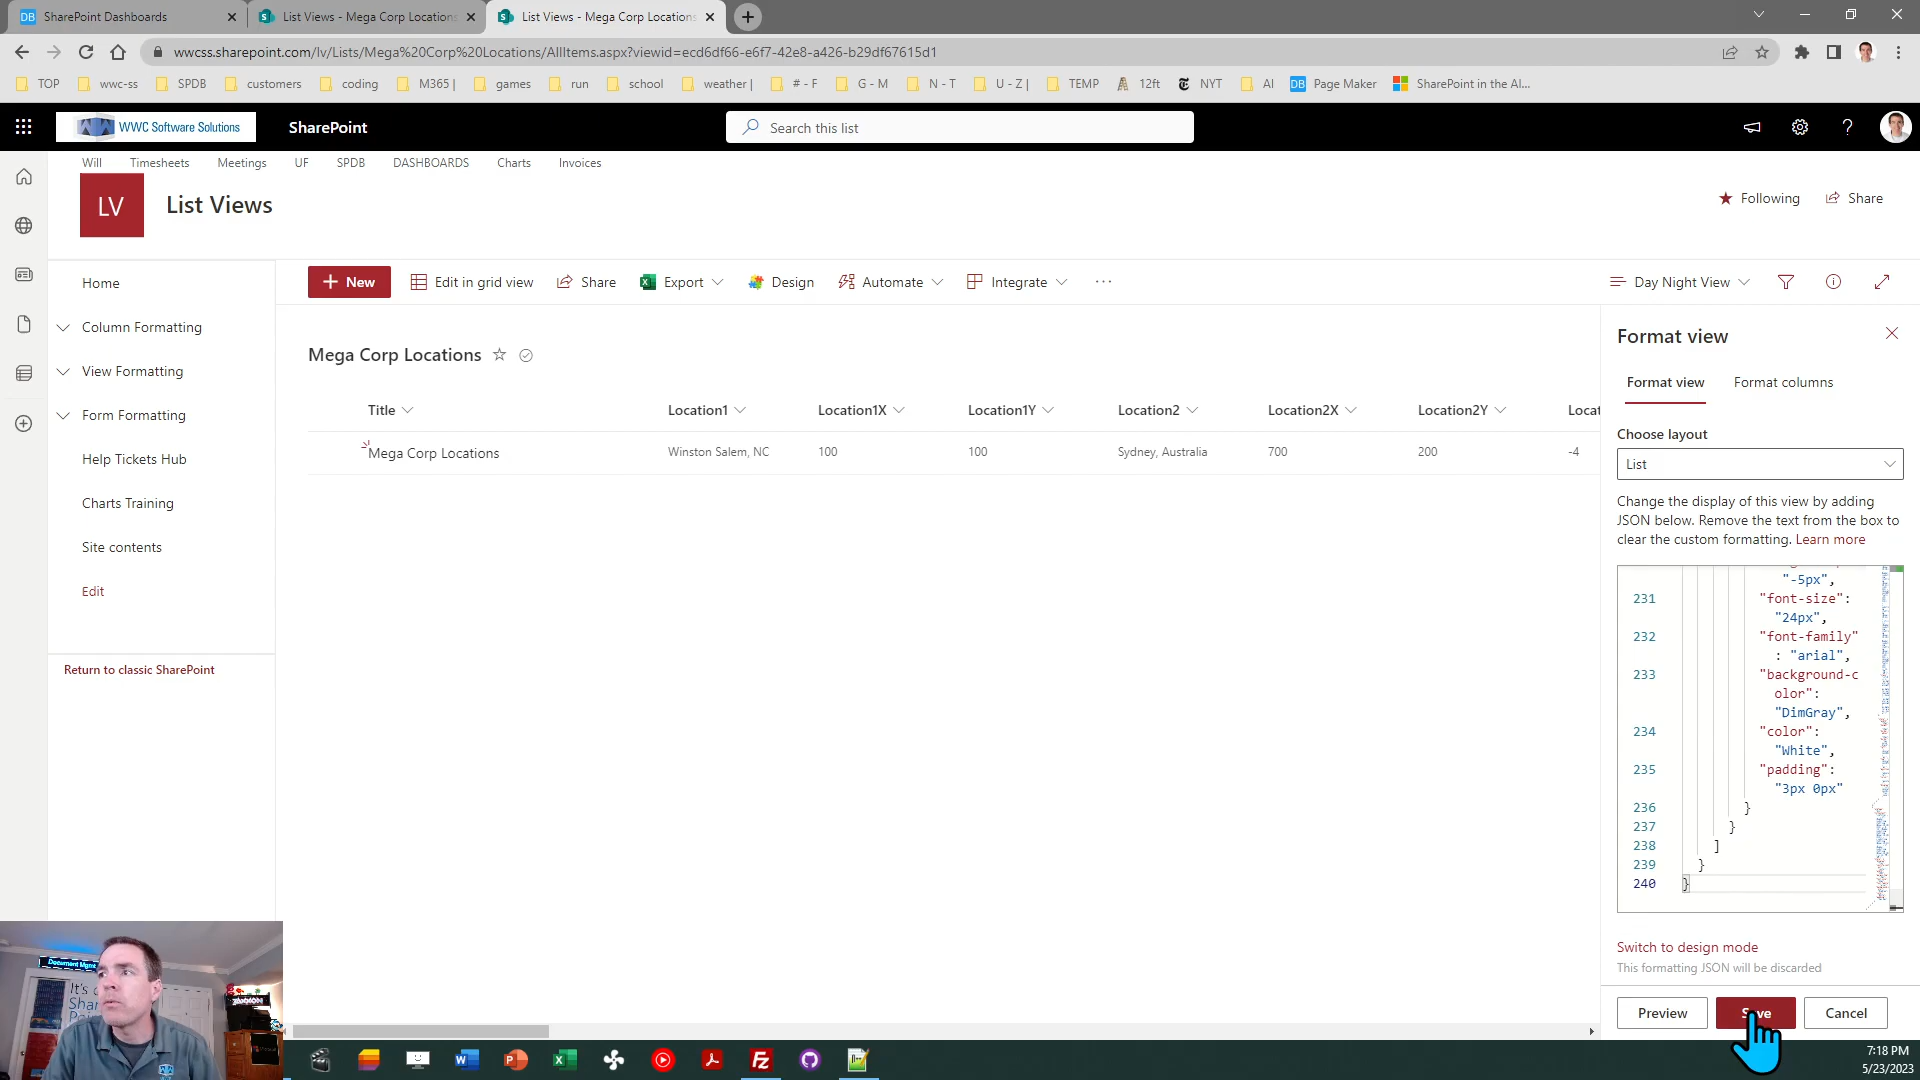 DB SharePoint Dashboards
List Views - Mega Corp Locations
List Views - Mega Corp Locations
wwcss.sharepoint.com/lv/Lists/Mega%20Corp%20Locations/AllItems.aspx?viewid=ecd6df66-e6f7-42e8-a426-b29df67615d1
TOP wwc-ss SPDB customers coding M365 | games run school weather | # - F G - M N - T U - Z | TEMP 12ft NYT AI DB Page Maker SharePoint in the AI...
WWC Software Solutions SharePoint Search this list
Will Timesheets Meetings UF SPDB DASHBOARDS Charts Invoices
LV List Views
Following Share
Home
Column Formatting
View Formatting
Form Formatting
Help Tickets Hub
Charts Training
Site contents
Edit
Return to classic SharePoint
+ New Edit in grid view Share Export Design Automate Integrate ... Day Night View
Mega Corp Locations
Title Location1 Location1X Location1Y Location2 Location2X Location2Y Locat
Mega Corp Locations Winston Salem, NC 100 100 Sydney, Australia 700 200 -4
Format view
Format view Format columns
Choose layout
List
Change the display of this view by adding
JSON below. Remove the text from the box to
clear the custom formatting. Learn more
"-5px",
231 "font-size":
"24px",
232 "font-family"
: "arial",
233 "background-c
olor":
"DimGray",
234 "color":
"White",
235 "padding":
"3px 0px"
236 }
237 }
238 ]
239 }
240 }
Switch to design mode
This formatting JSON will be discarded
Preview Save Cancel
Document Mgmt
It's
Shar
Poi
7:18 PM
5/23/2023